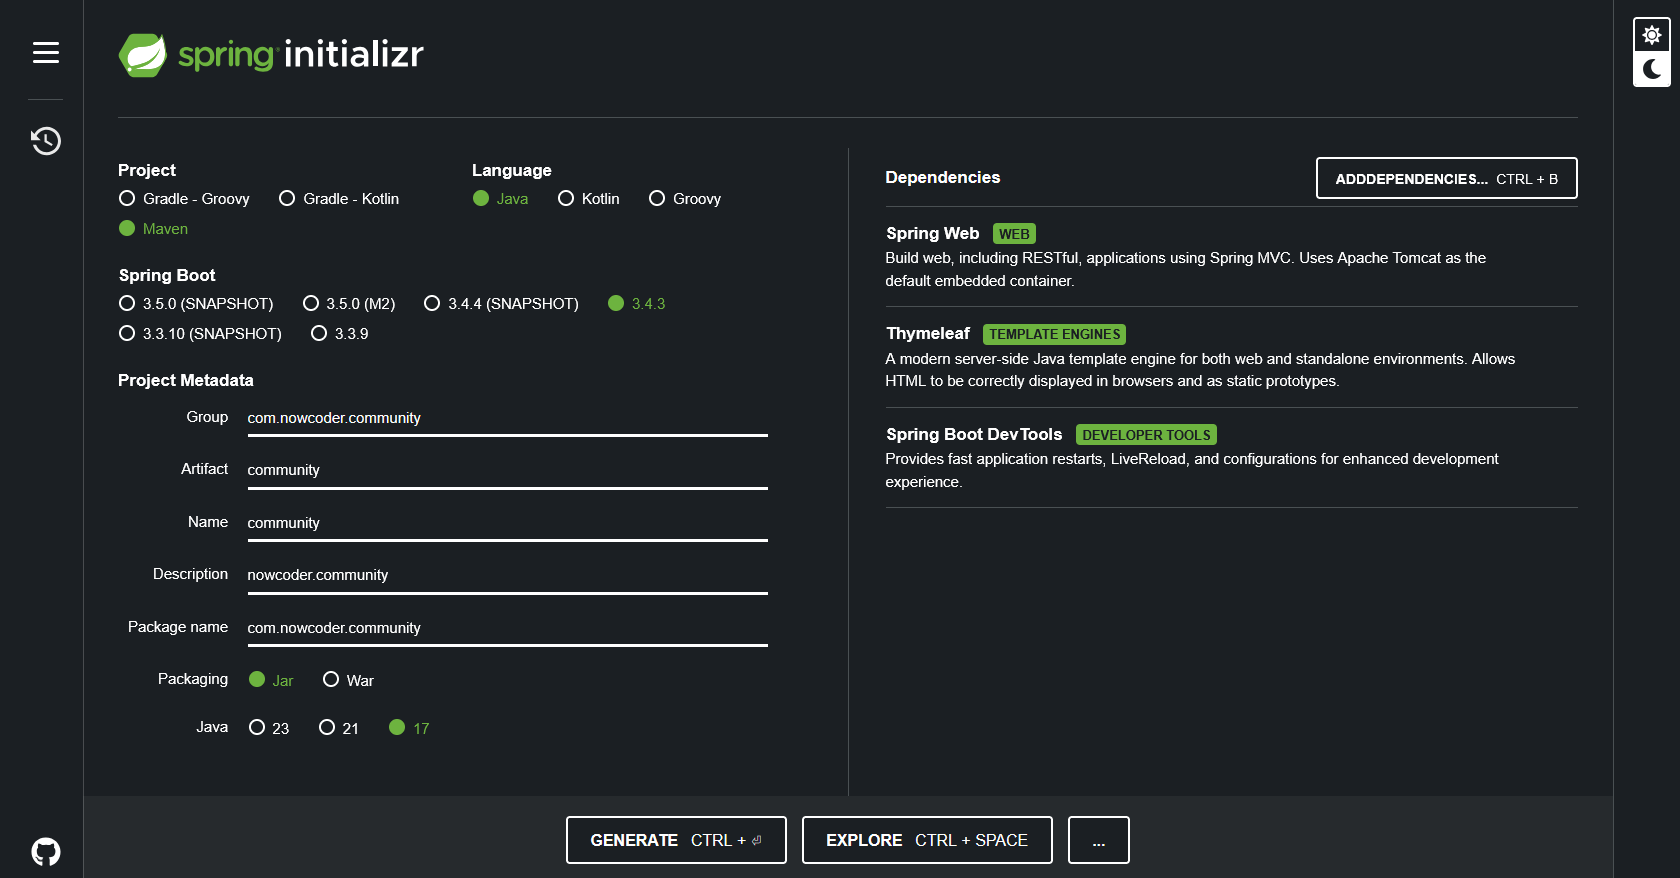 spring initializr
Project
Gradle - Groovy Gradle - Kotlin
Maven
Language
Java Kotlin Groovy
Spring Boot
3.5.0 (SNAPSHOT) 3.5.0 (M2) 3.4.4 (SNAPSHOT) 3.4.3
3.3.10 (SNAPSHOT) 3.3.9
Project Metadata
Group com.nowcoder.community
Artifact community
Name community
Description nowcoder.community
Package name com.nowcoder.community
Packaging Jar War
Java 23 21 17
Dependencies ADDDEPENDENCIES... CTRL + B
Spring Web WEB
Build web, including RESTful, applications using Spring MVC. Uses Apache Tomcat as the
default embedded container.
Thymeleaf TEMPLATE ENGINES
A modern server-side Java template engine for both web and standalone environments. Allows
HTML to be correctly displayed in browsers and as static prototypes.
Spring Boot DevTools DEVELOPER TOOLS
Provides fast application restarts, LiveReload, and configurations for enhanced development
experience.
GENERATE CTRL + ⏎ EXPLORE CTRL + SPACE ...